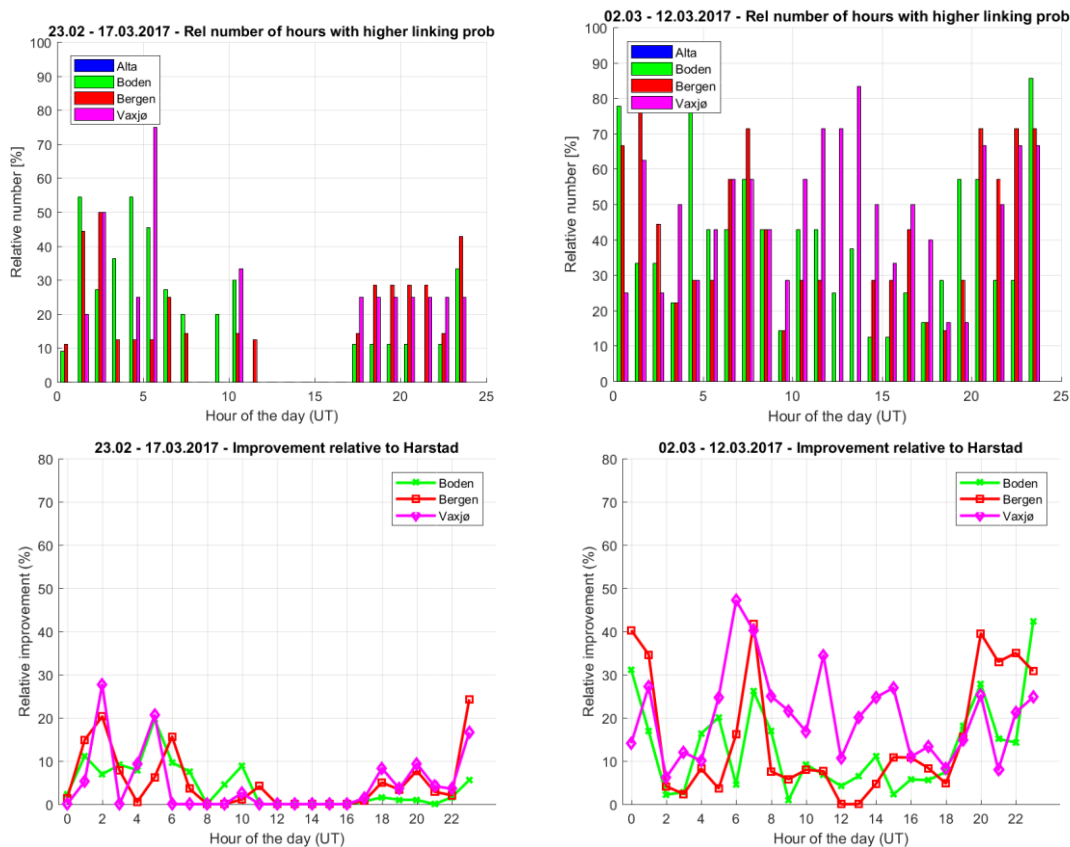 23.02 - 17.03.2017 - Rel number of hours with higher linking prob
100
90
80
70
60
50
40
30
20
10
0
Relative number [%]
Alta
Boden
Bergen
Vaxjø
0 5 10 15 20 25
Hour of the day (UT)
02.03 - 12.03.2017 - Rel number of hours with higher linking prob
100
90
80
70
60
50
40
30
20
10
0
Relative number [%]
Alta
Boden
Bergen
Vaxjø
0 5 10 15 20 25
Hour of the day (UT)
23.02 - 17.03.2017 - Improvement relative to Harstad
80
70
60
50
40
30
20
10
0
Relative improvement (%)
Boden
Bergen
Vaxjø
0 2 4 6 8 10 12 14 16 18 20 22
Hour of the day (UT)
02.03 - 12.03.2017 - Improvement relative to Harstad
80
70
60
50
40
30
20
10
0
Relative improvement (%)
Boden
Bergen
Vaxjø
0 2 4 6 8 10 12 14 16 18 20 22
Hour of the day (UT)